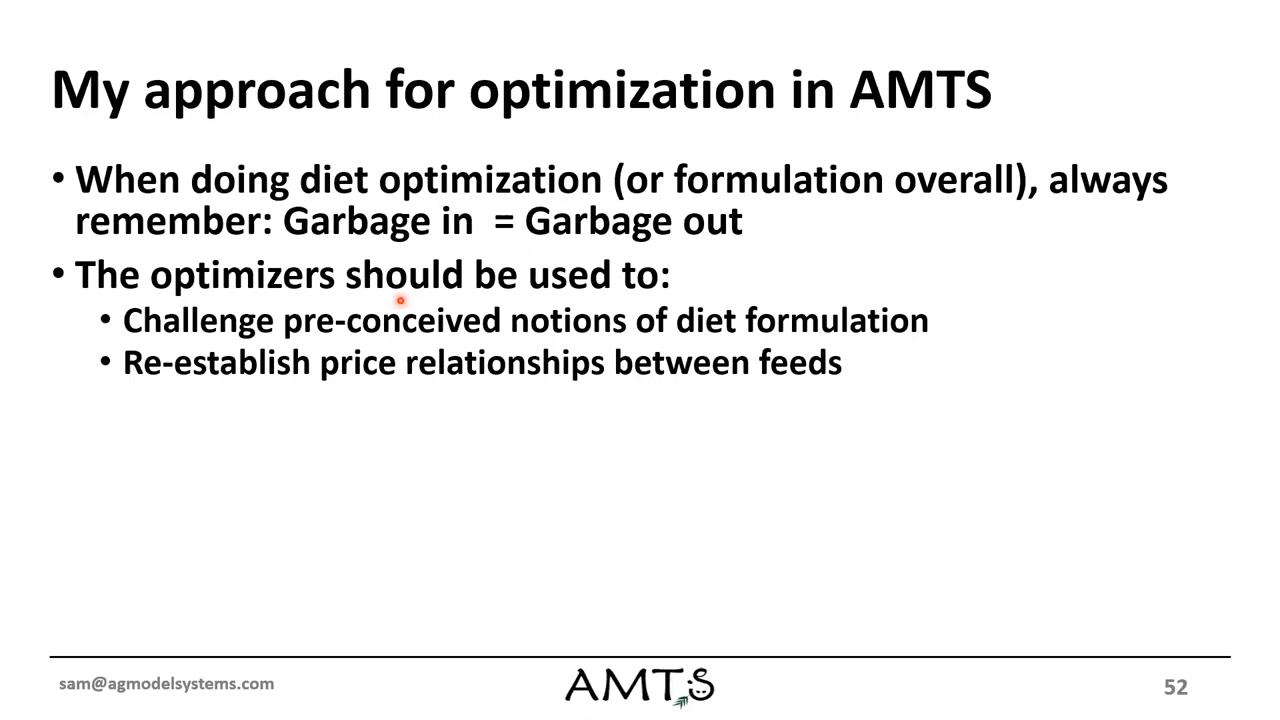 My approach for optimization in AMTS
• When doing diet optimization (or formulation overall), always
remember: Garbage in  = Garbage out
• The optimizers should be used to:
• Challenge pre-conceived notions of diet formulation
• Re-establish price relationships between feeds
sam@agmodelsystems.com
AMTS
52